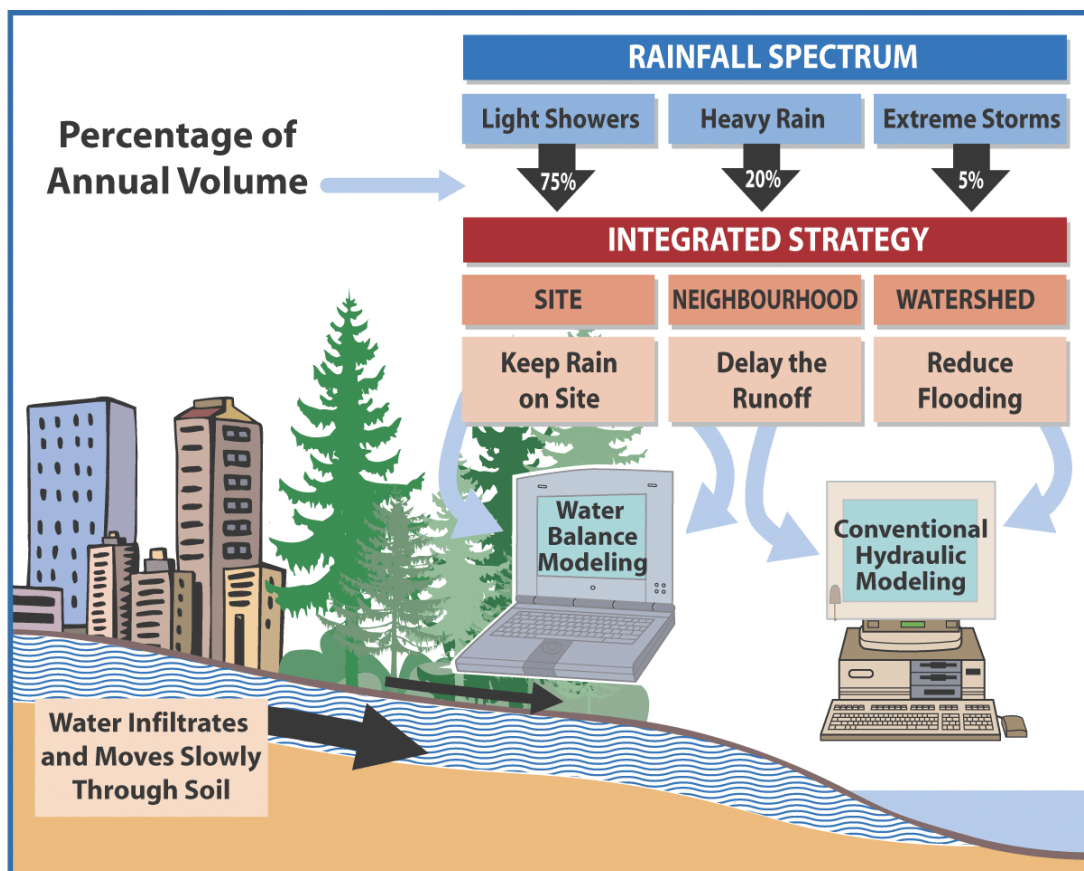 RAINFALL SPECTRUM
Light Showers
Heavy Rain
Extreme Storms
Percentage of
Annual Volume
75%
20%
5%
INTEGRATED STRATEGY
SITE
NEIGHBOURHOOD
WATERSHED
Keep Rain
on Site
Delay the
Runoff
Reduce
Flooding
Water
Balance
Modeling
Conventional
Hydraulic
Modeling
Water Infiltrates
and Moves Slowly
Through Soil